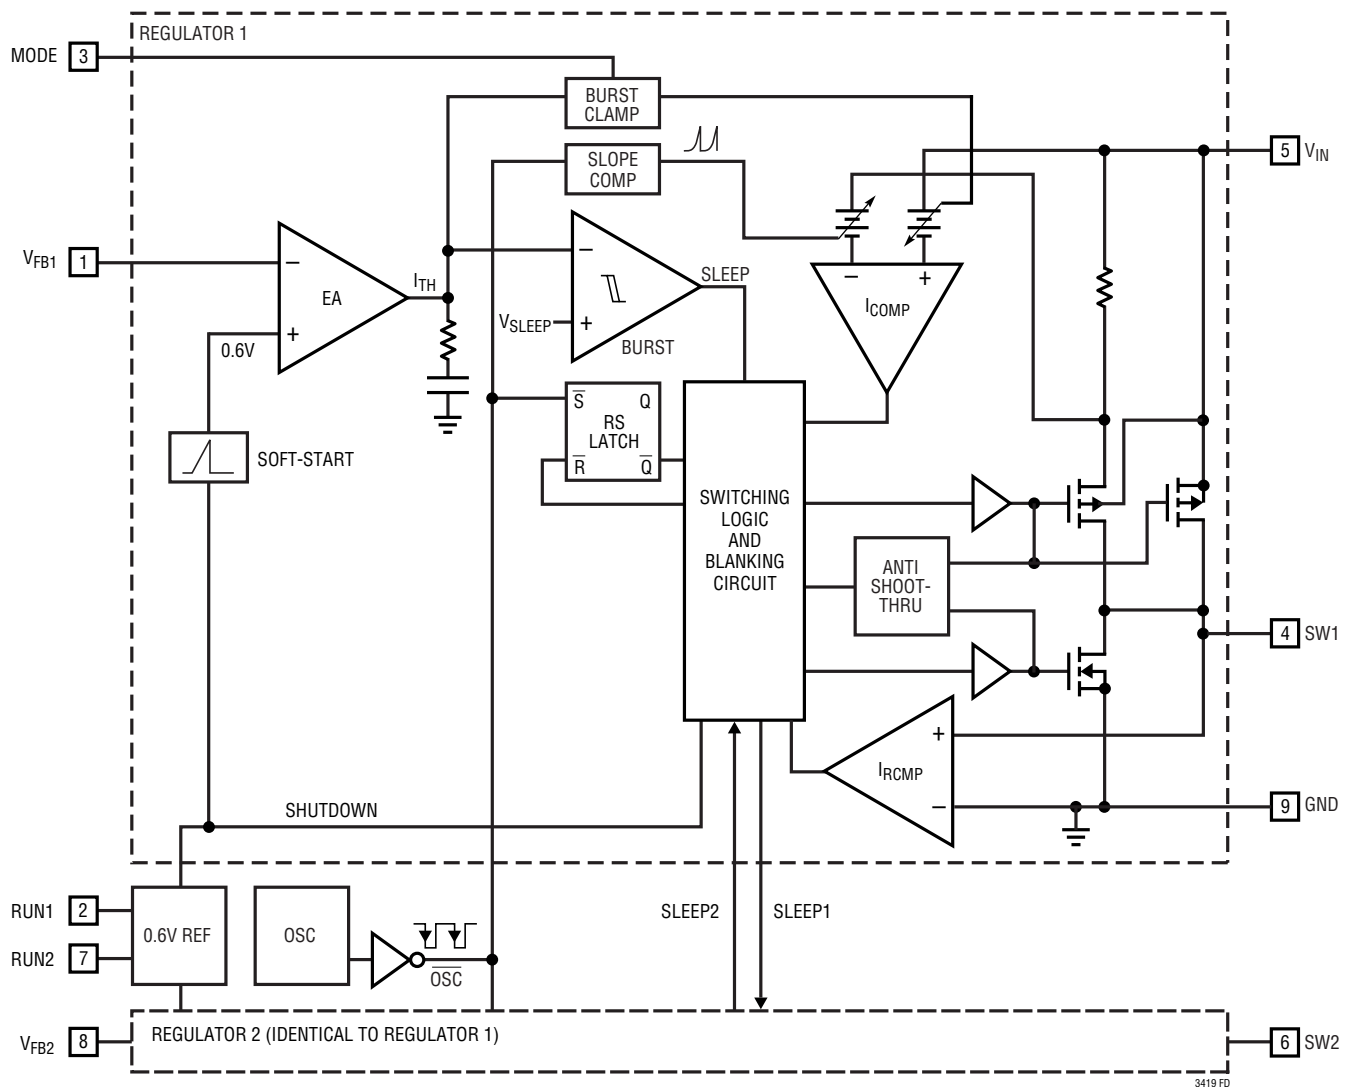 REGULATOR 1
MODE 3
BURST
CLAMP
SLOPE
COMP
5 VIN
VFB1 1
−
EA
+
0.6V
ITH
−
SLEEP
VSLEEP
+
BURST
−
+
ICOMP
S̅ Q
RS
LATCH
R̅ Q̅
SOFT-START
SWITCHING
LOGIC
AND
BLANKING
CIRCUIT
ANTI
SHOOT-
THRU
4 SW1
+
IRCMP
−
9 GND
SHUTDOWN
RUN1 2
RUN2 7
0.6V REF
OSC
O̅S̅C̅
SLEEP2
SLEEP1
REGULATOR 2 (IDENTICAL TO REGULATOR 1)
VFB2 8
6 SW2
3419 FD